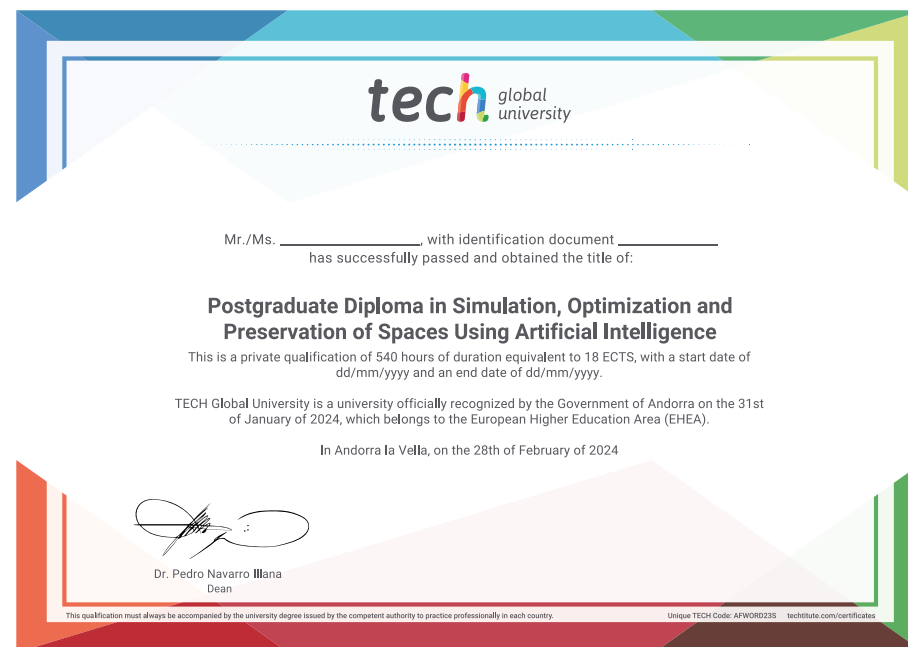 tech global
university
Mr./Ms. ____________, with identification document ____________
has successfully passed and obtained the title of:
Postgraduate Diploma in Simulation, Optimization and
Preservation of Spaces Using Artificial Intelligence
This is a private qualification of 540 hours of duration equivalent to 18 ECTS, with a start date of
dd/mm/yyyy and an end date of dd/mm/yyyy.
TECH Global University is a university officially recognized by the Government of Andorra on the 31st
of January of 2024, which belongs to the European Higher Education Area (EHEA).
In Andorra la Vella, on the 28th of February of 2024
Dr. Pedro Navarro Illana
Dean
This qualification must always be accompanied by the university degree issued by the competent authority to practice professionally in each country. Unique TECH Code: AFWORD23S techtitute.com/certificates